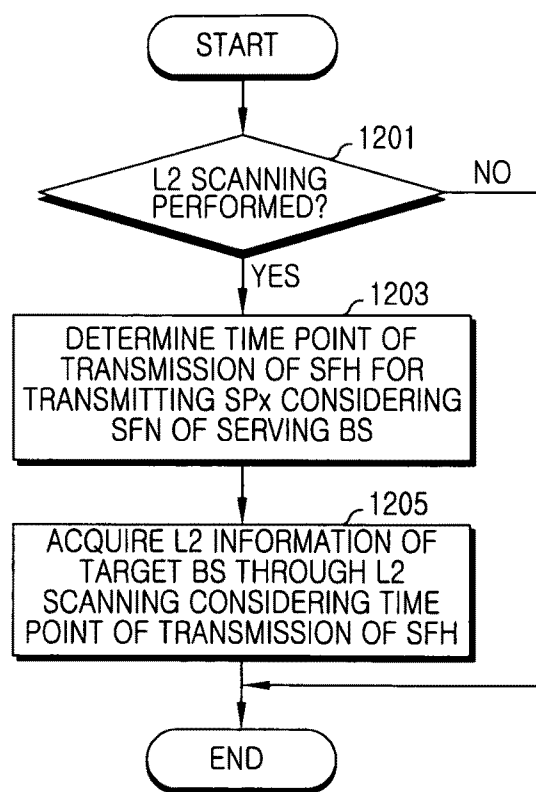 START
1201
L2 SCANNING
PERFORMED?
NO
YES
1203
DETERMINE TIME POINT OF
TRANSMISSION OF SFH FOR
TRANSMITTING SPx CONSIDERING
SFN OF SERVING BS
1205
ACQUIRE L2 INFORMATION OF
TARGET BS THROUGH L2
SCANNING CONSIDERING TIME
POINT OF TRANSMISSION OF SFH
END